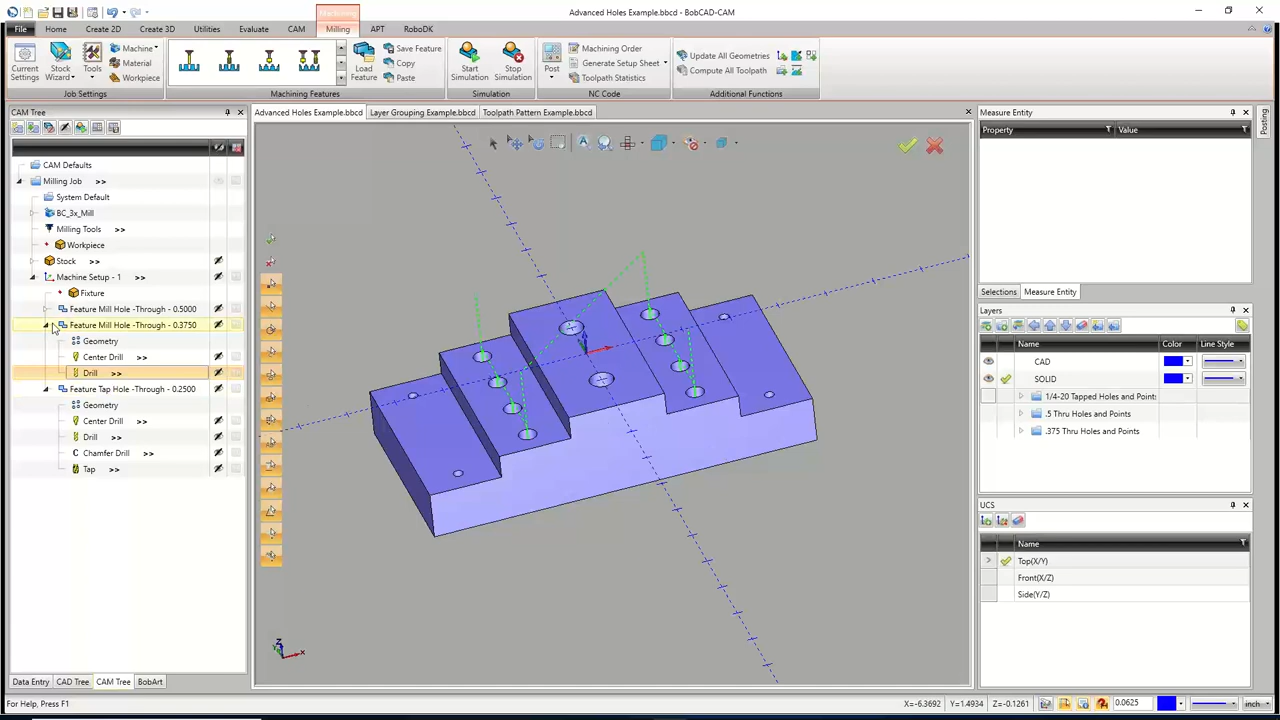 Advanced Holes Example.bbcd - BobCAD-CAM
Machining
File Home Create 2D Create 3D Utilities Evaluate CAM Milling APT RoboDK
Current Settings
Stock Wizard
Tools
Machine
Material
Workpiece
Job Settings
Load Feature
Save Feature
Copy
Paste
Machining Features
Start Simulation
Stop Simulation
Simulation
Post
Machining Order
Generate Setup Sheet
Toolpath Statistics
NC Code
Update All Geometries
Compute All Toolpath
Additional Functions
CAM Tree
Advanced Holes Example.bbcd Layer Grouping Example.bbcd Toolpath Pattern Example.bbcd
CAM Defaults
Milling Job >>
System Default
BC_3x_Mill
Milling Tools >>
Workpiece
Stock >>
Machine Setup - 1 >>
Fixture
Feature Mill Hole -Through - 0.5000
Feature Mill Hole -Through - 0.3750
Geometry
Center Drill >>
Drill >>
Feature Tap Hole -Through - 0.2500
Geometry
Center Drill >>
Drill >>
Chamfer Drill >>
Tap >>
Z
Y
X
Measure Entity
Property Value
Selections Measure Entity
Posting
Layers
Name Color Line Style
CAD
SOLID
1/4-20 Tapped Holes and Points
.5 Thru Holes and Points
.375 Thru Holes and Points
UCS
Name
Top(X/Y)
Front(X/Z)
Side(Y/Z)
Data Entry CAD Tree CAM Tree BobArt
For Help, Press F1
X=-6.3692 Y=1.4934 Z=-0.1261 0.0625 inch